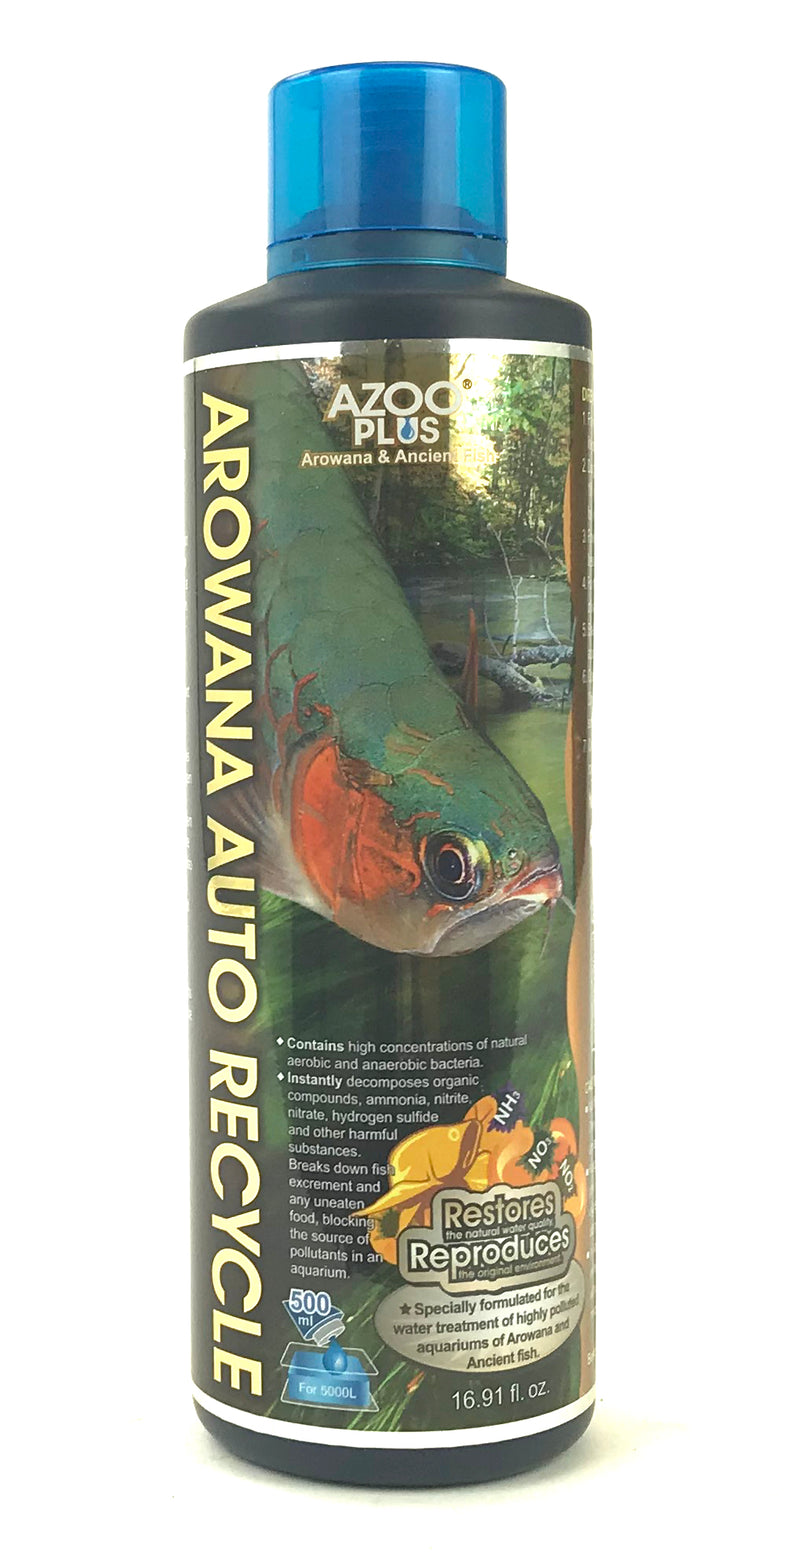 AZOO®
PLUS
Arowana & Ancient Fish
AROWANA AUTO RECYCLE
◆ Contains high concentrations of natural
aerobic and anaerobic bacteria.
◆ Instantly decomposes organic
compounds, ammonia, nitrite,
nitrate, hydrogen sulfide
and other harmful
substances.
Breaks down fish
excrement and
any uneaten
food, blocking
the source of
pollutants in an
aquarium.
NH₃
NO₃
NO₂
Restores
the natural water quality
Reproduces
the original environment
★ Specially formulated for the
water treatment of highly polluted
aquariums of Arowana and
Ancient fish.
500
ml
For 5000L
16.91 fl. oz.